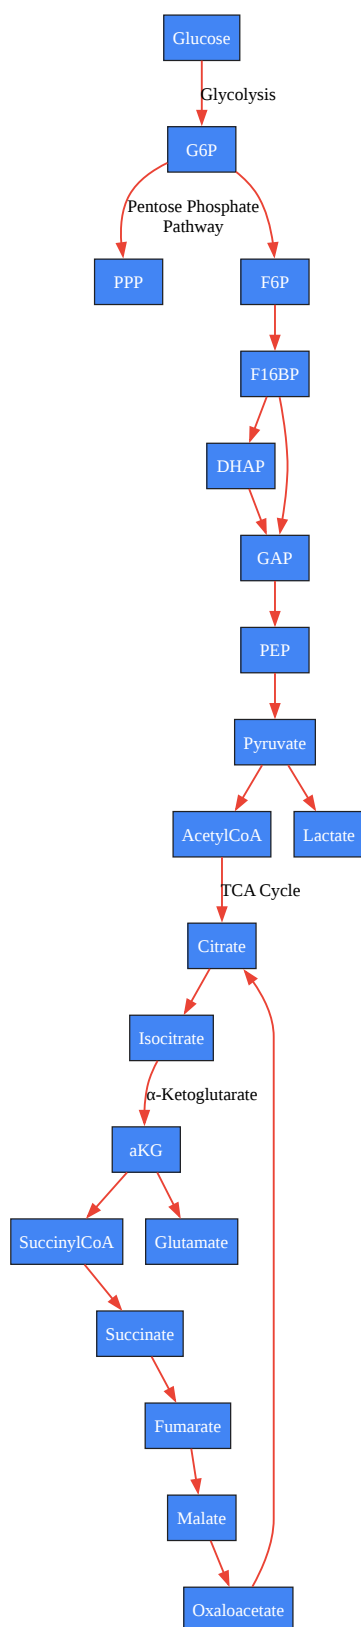 Glucose
Glycolysis
G6P
Pentose Phosphate
Pathway
PPP
F6P
F16BP
DHAP
GAP
PEP
Pyruvate
AcetylCoA
Lactate
TCA Cycle
Citrate
Isocitrate
α-Ketoglutarate
aKG
SuccinylCoA
Glutamate
Succinate
Fumarate
Malate
Oxaloacetate